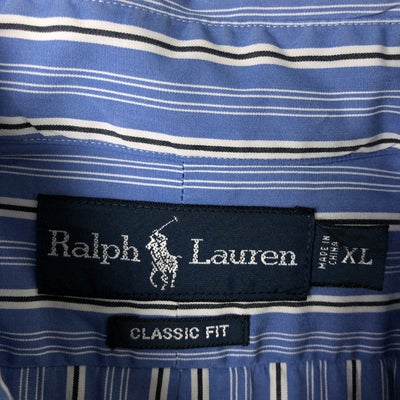 Ralph Lauren
MADE IN
CHINA
XL
CLASSIC FIT